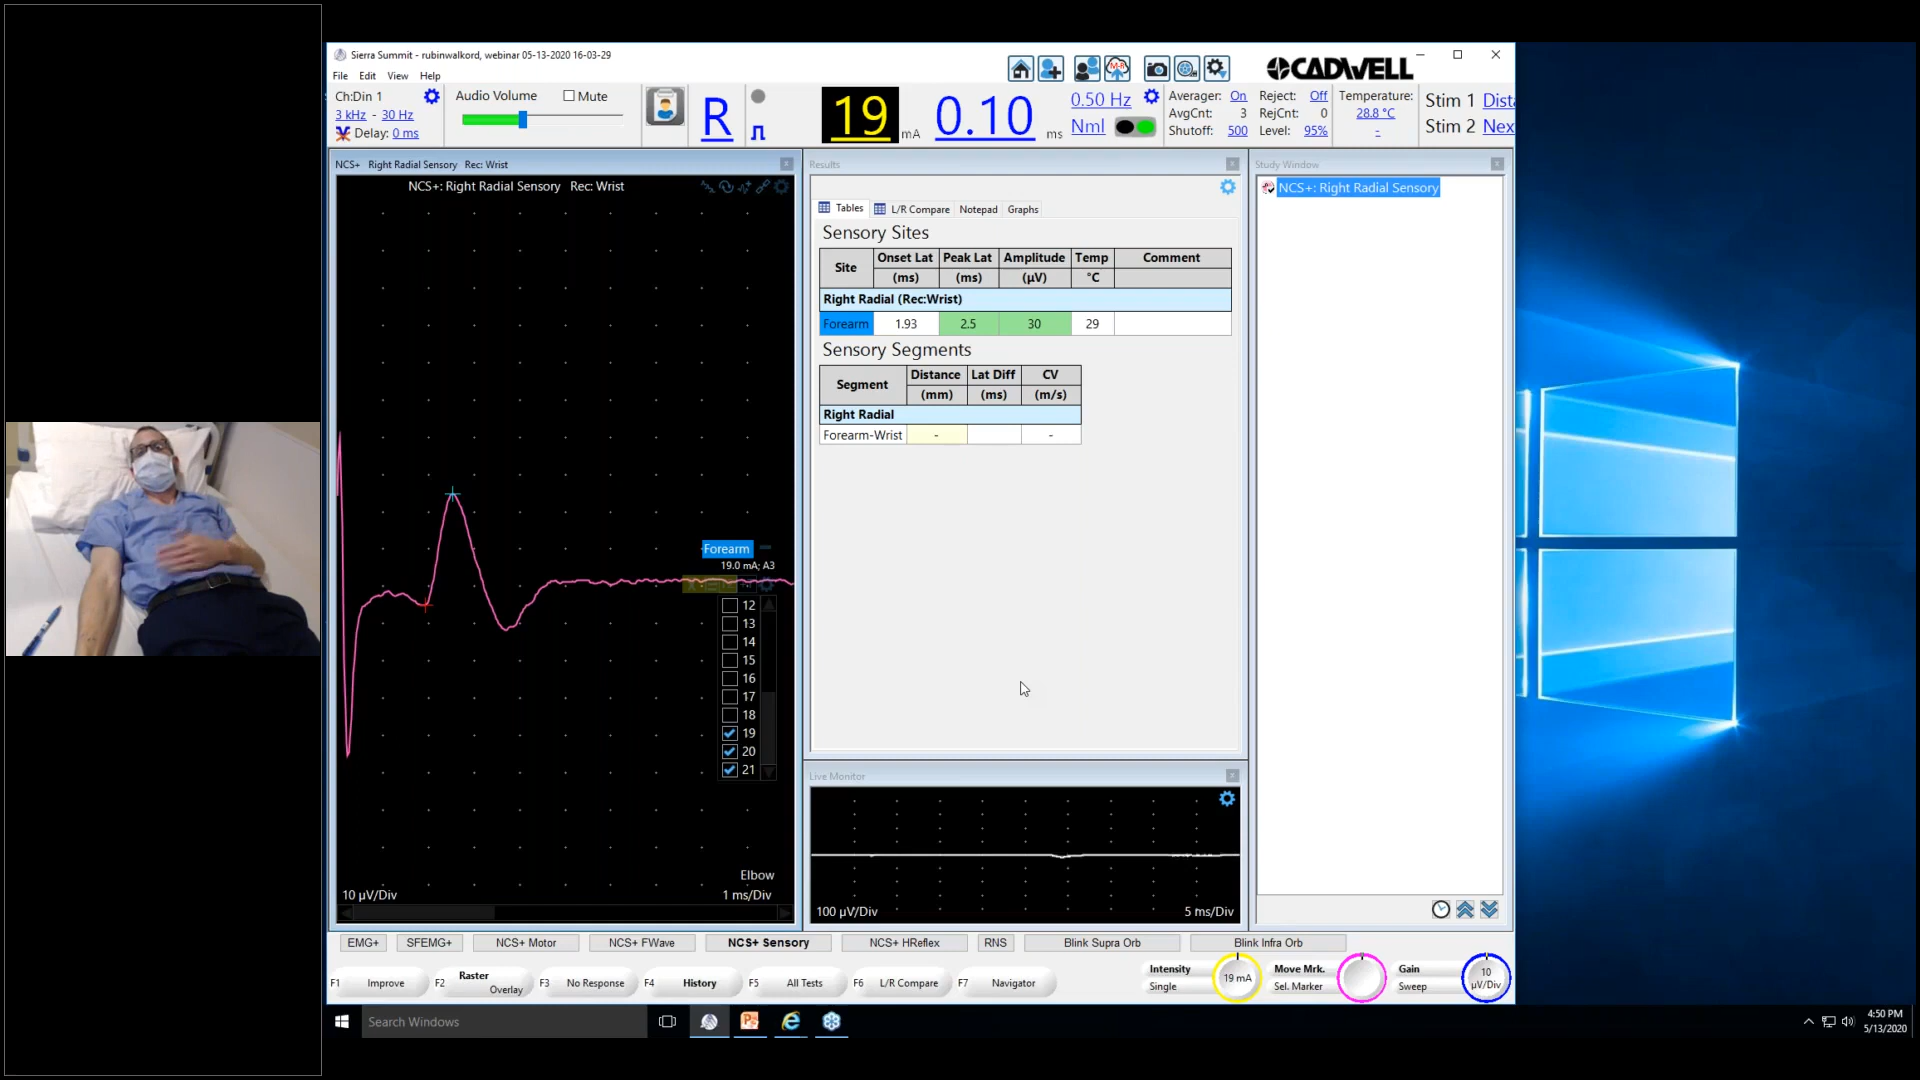 Sierra Summit - rubinwalkord, webinar 05-13-2020 16-03-29
File Edit View Help
CADWELL
Ch:Din 1
3 kHz - 30 Hz
Delay: 0 ms
Audio Volume
Mute
R
19 mA
0.10 ms
0.50 Hz
Nml
Averager: On
AvgCnt: 3
Shutoff: 500
Reject: Off
RejCnt: 0
Level: 95%
Temperature:
28.8 °C
-
Stim 1 Dista
Stim 2 Nex
NCS+ Right Radial Sensory Rec: Wrist
NCS+: Right Radial Sensory Rec: Wrist
Forearm
19.0 mA; A3
12
13
14
15
16
17
18
19
20
21
Elbow
10 µV/Div
1 ms/Div
Results
Tables L/R Compare Notepad Graphs
Sensory Sites
Site Onset Lat Peak Lat Amplitude Temp Comment
(ms) (ms) (µV) °C
Right Radial (Rec:Wrist)
Forearm 1.93 2.5 30 29
Sensory Segments
Segment Distance Lat Diff CV
(mm) (ms) (m/s)
Right Radial
Forearm-Wrist - -
Live Monitor
100 µV/Div
5 ms/Div
Study Window
NCS+: Right Radial Sensory
EMG+ SFEMG+ NCS+ Motor NCS+ FWave NCS+ Sensory NCS+ HReflex RNS Blink Supra Orb Blink Infra Orb
F1 Improve
F2 Raster Overlay
F3 No Response
F4 History
F5 All Tests
F6 L/R Compare
F7 Navigator
Intensity
Single
19 mA
Move Mrk.
Sel. Marker
Gain
Sweep
10
µV/Div
Search Windows
4:50 PM
5/13/2020